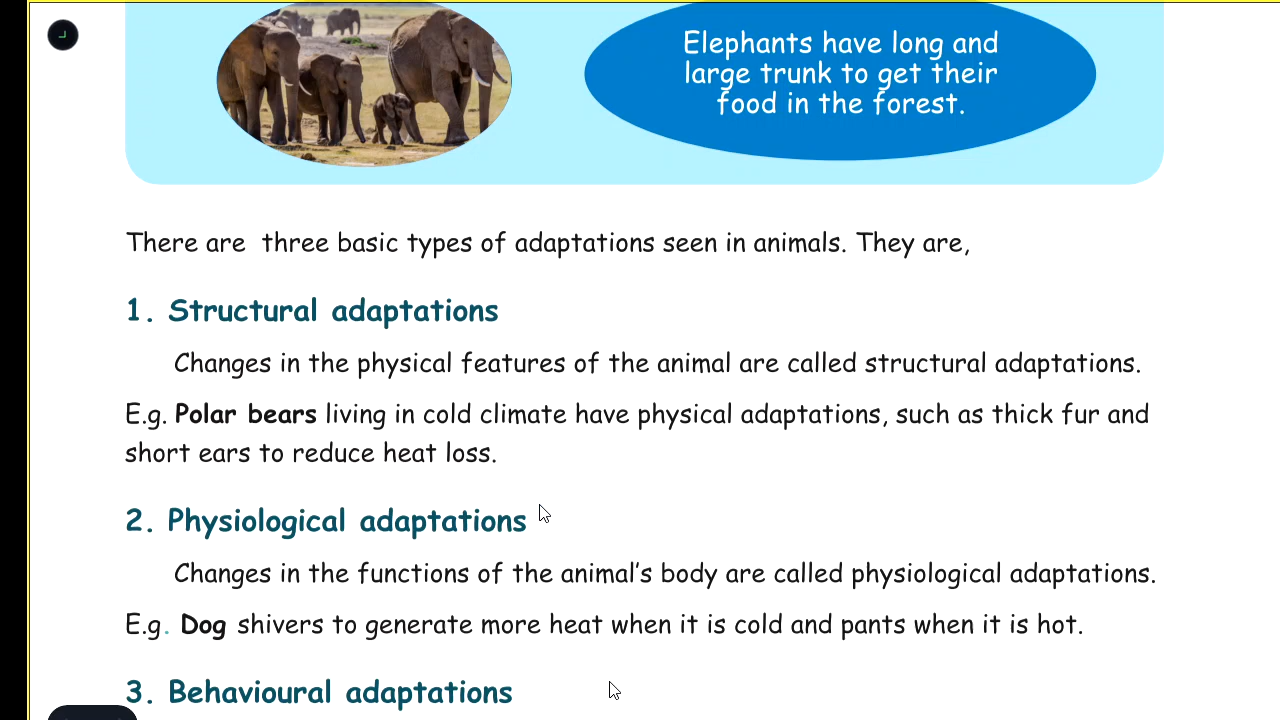 Elephants have long and
large trunk to get their
food in the forest.
There are three basic types of adaptations seen in animals. They are,
1. Structural adaptations
Changes in the physical features of the animal are called structural adaptations.
E.g. Polar bears living in cold climate have physical adaptations, such as thick fur and
short ears to reduce heat loss.
2. Physiological adaptations
Changes in the functions of the animal's body are called physiological adaptations.
E.g. Dog shivers to generate more heat when it is cold and pants when it is hot.
3. Behavioural adaptations